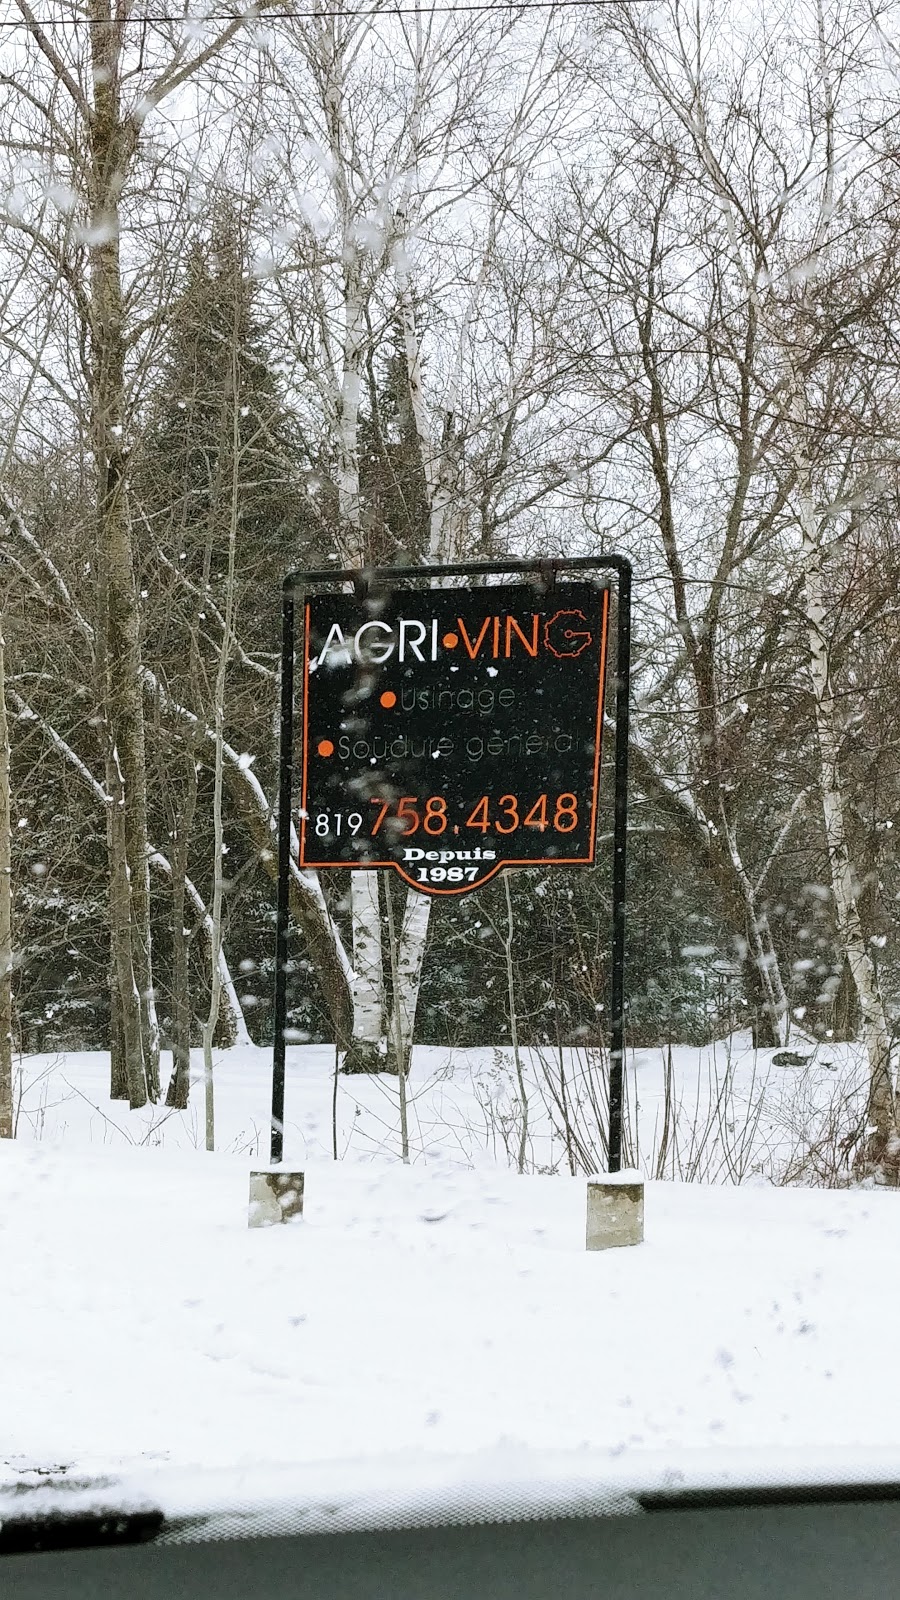 AGRI•VING
• Usinage
• Soudure général
819 758.4348
Depuis
1987